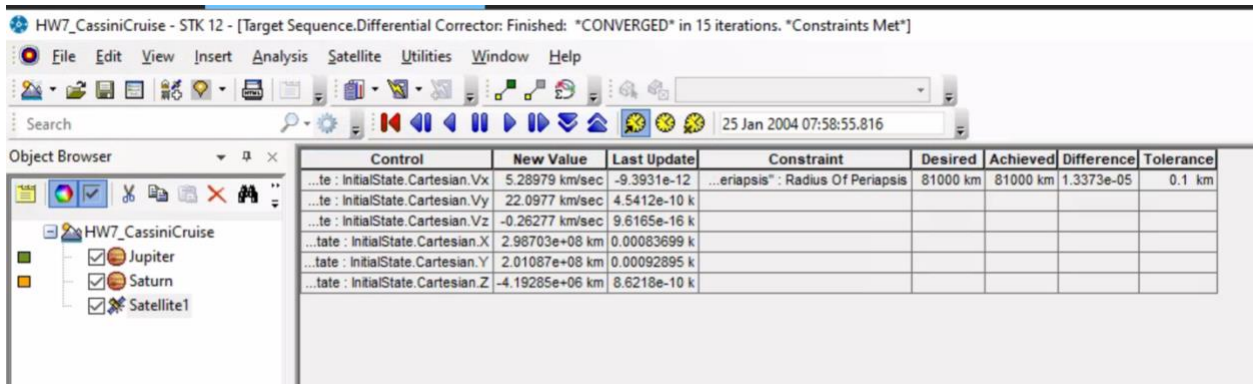 HW7_CassiniCruise - STK 12 - [Target Sequence.Differential Corrector: Finished: *CONVERGED* in 15 iterations. *Constraints Met*]
File Edit View Insert Analysis Satellite Utilities Window Help
Search 25 Jan 2004 07:58:55.816
Object Browser
HW7_CassiniCruise
Jupiter
Saturn
Satellite1
Control New Value Last Update Constraint Desired Achieved Difference Tolerance
...te : InitialState.Cartesian.Vx 5.28979 km/sec -9.3931e-12 ...eriapsis" : Radius Of Periapsis 81000 km 81000 km 1.3373e-05 0.1 km
...te : InitialState.Cartesian.Vy 22.0977 km/sec 4.5412e-10 k
...te : InitialState.Cartesian.Vz -0.26277 km/sec 9.6165e-16 k
...tate : InitialState.Cartesian.X 2.98703e+08 km 0.00083699 k
...tate : InitialState.Cartesian.Y 2.01087e+08 km 0.00092895 k
...tate : InitialState.Cartesian.Z -4.19285e+06 km 8.6218e-10 k